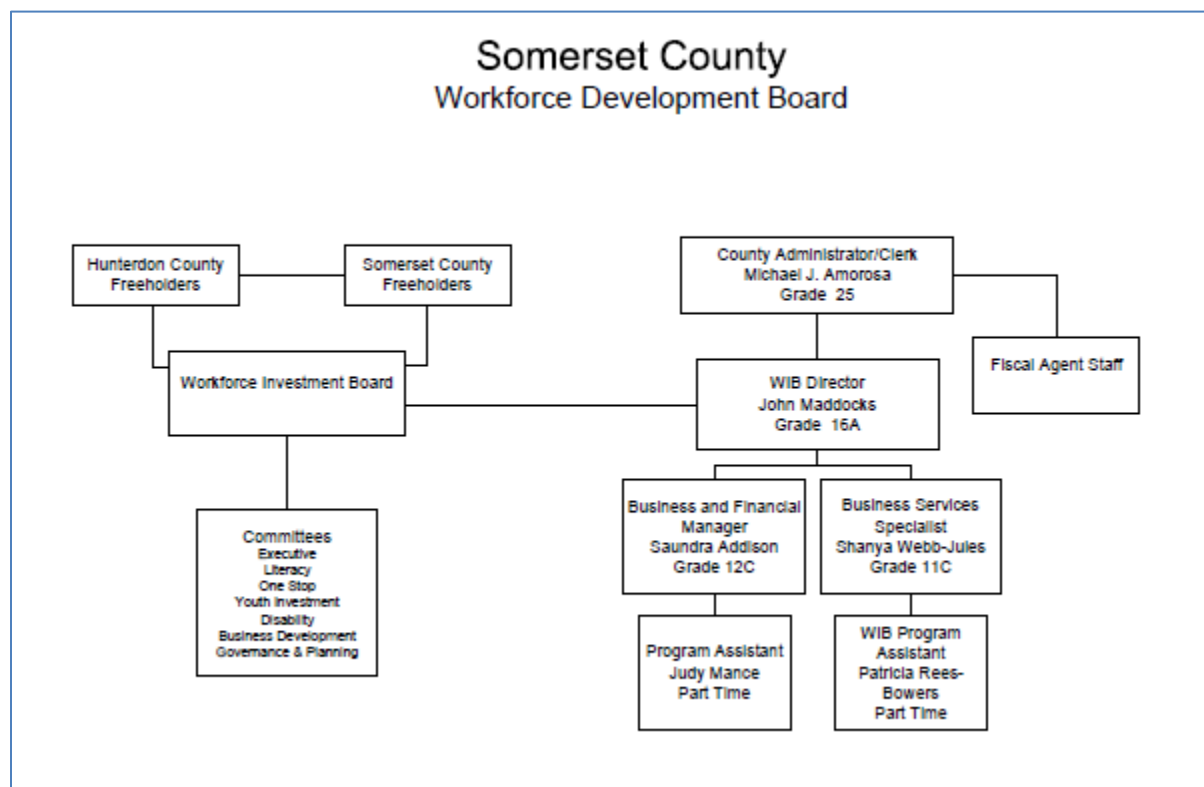 Somerset County
Workforce Development Board
Hunterdon County
Freeholders
Somerset County
Freeholders
County Administrator/Clerk
Michael J. Amorosa
Grade 25
Fiscal Agent Staff
Workforce Investment Board
WIB Director
John Maddocks
Grade 16A
Committees
Executive
Literacy
One Stop
Youth Investment
Disability
Business Development
Governance & Planning
Business and Financial
Manager
Saundra Addison
Grade 12C
Business Services
Specialist
Shanya Webb-Jules
Grade 11C
Program Assistant
Judy Mance
Part Time
WIB Program
Assistant
Patricia Rees-
Bowers
Part Time